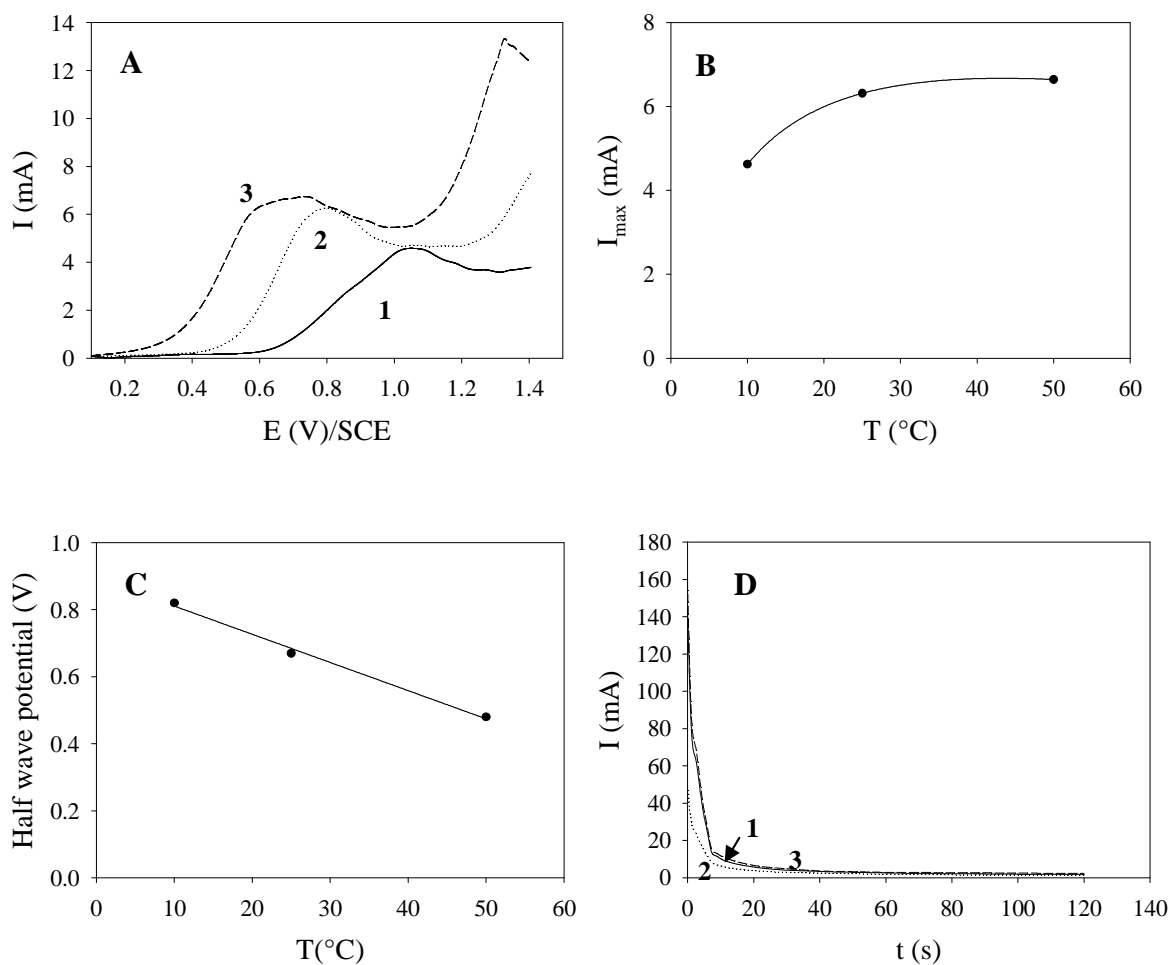 A
I (mA)
14
12
10
8
6
4
2
0
3
2
1
0.2 0.4 0.6 0.8 1.0 1.2 1.4
E (V)/SCE
B
I max (mA)
8
6
4
2
0
0 10 20 30 40 50 60
T (°C)
C
Half wave potential (V)
1.0
0.8
0.6
0.4
0.2
0.0
0 10 20 30 40 50 60
T(°C)
D
I (mA)
180
160
140
120
100
80
60
40
20
0
1
2
3
0 20 40 60 80 100 120 140
t (s)